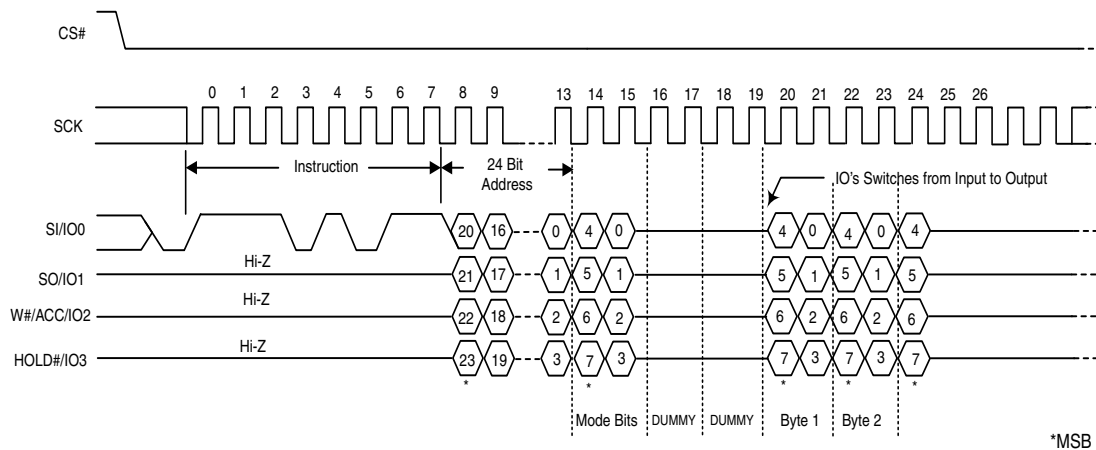 CS#
0 1 2 3 4 5 6 7 8 9 13 14 15 16 17 18 19 20 21 22 23 24 25 26
SCK
Instruction
24 Bit
Address
IO's Switches from Input to Output
SI/IO0
20 16 0 4 0 4 0 4 0 4
Hi-Z
SO/IO1
21 17 1 5 1 5 1 5 1 5
Hi-Z
W#/ACC/IO2
22 18 2 6 2 6 2 6 2 6
Hi-Z
HOLD#/IO3
23 19 3 7 3 7 3 7 3 7
* * * * *
Mode Bits DUMMY DUMMY Byte 1 Byte 2
*MSB